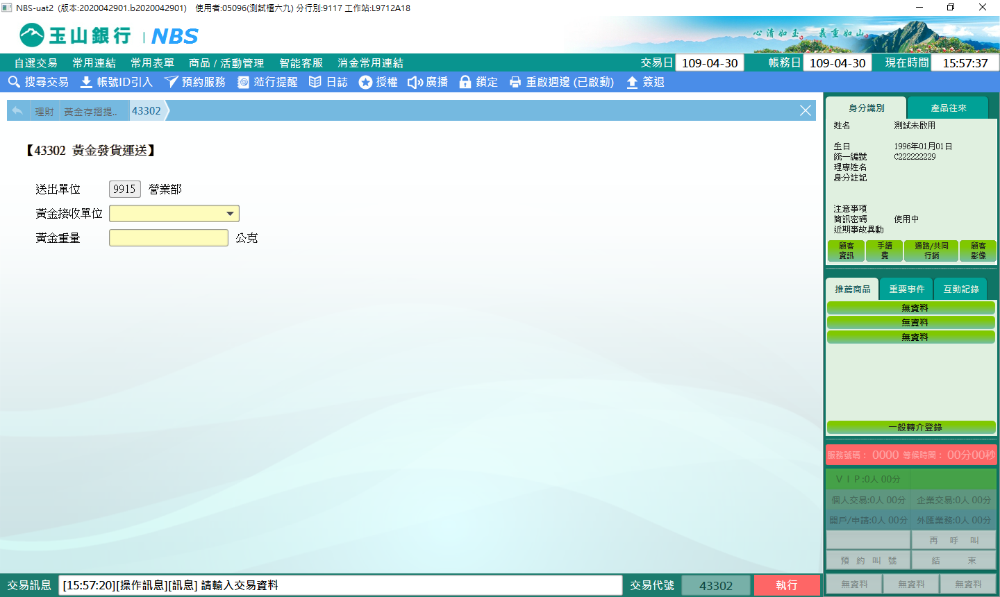 NBS-uat2 (版本:2020042901.b2020042901) 使用者:05096(測試櫃六九) 分行別:9117 工作站:L9712A18
玉山銀行 | NBS
心清如玉 義重如山
自選交易 常用連結 常用表單 商品 / 活動管理 智能客服 消金常用連結 交易日 109-04-30 帳務日 109-04-30 現在時間 15:57:37
搜尋交易 帳號ID引入 預約服務 蒞行提醒 日誌 授權 廣播 鎖定 重啟週邊 (已啟動) 簽退
理財 黃金存摺提.. 43302
【43302 黃金發貨運送】
送出單位 9915 營業部
黃金接收單位
黃金重量 公克
身分識別 產品往來
姓名 測試未啟用
生日 1996年01月01日
統一編號 C222222229
理專姓名
身分註記
注意事項
簡訊密碼 使用中
近期事故異動
顧客資訊 手續費 通路/共同行銷 顧客影像
推薦商品 重要事件 互動記錄
無資料
無資料
無資料
一般轉介登錄
服務號碼： 0000 等候時間： 00分00秒
ＶＩＰ:0人 00分
個人交易:0人 00分 企業交易:0人 00分
開戶/申請:0人 00分 外匯業務:0人 00分
再 呼 叫
預 約 叫 號 結 束
無資料 無資料 無資料
交易訊息 [15:57:20][操作訊息][訊息] 請輸入交易資料 交易代號 43302 執行